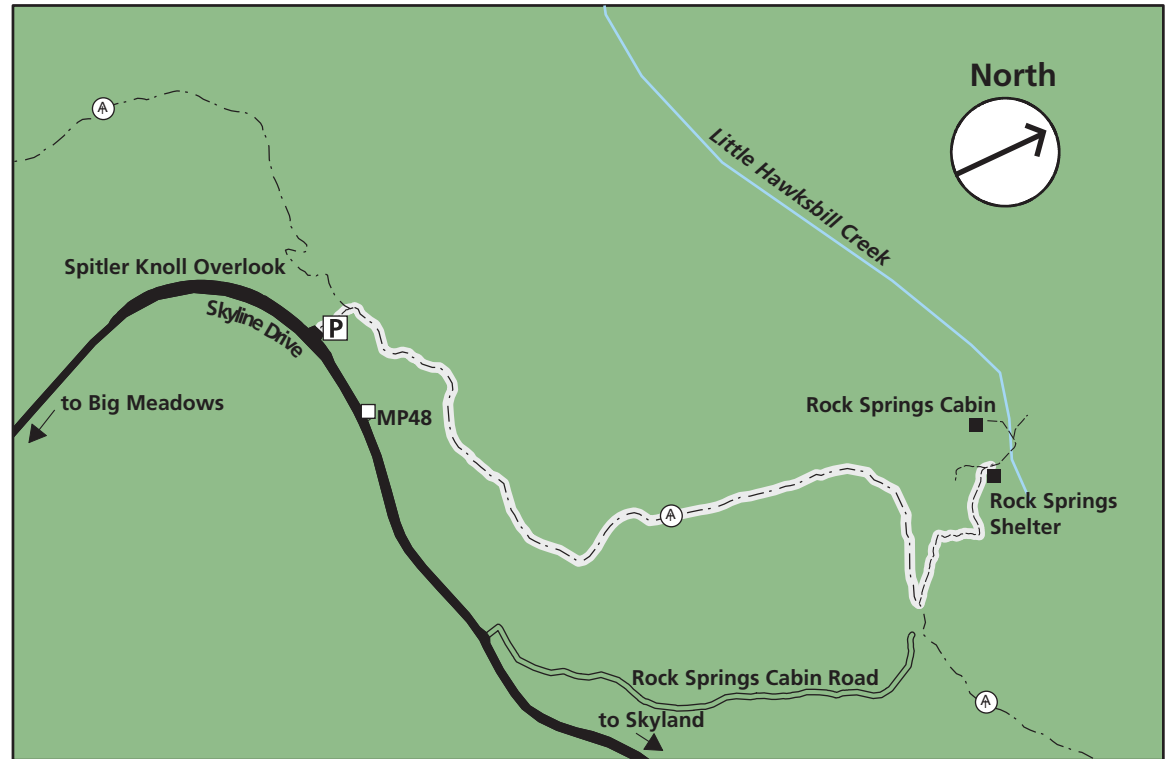 North
Little Hawksbill Creek
Spitler Knoll Overlook
Skyline Drive
P
to Big Meadows
MP48
Rock Springs Cabin
Rock Springs
Shelter
Rock Springs Cabin Road
to Skyland